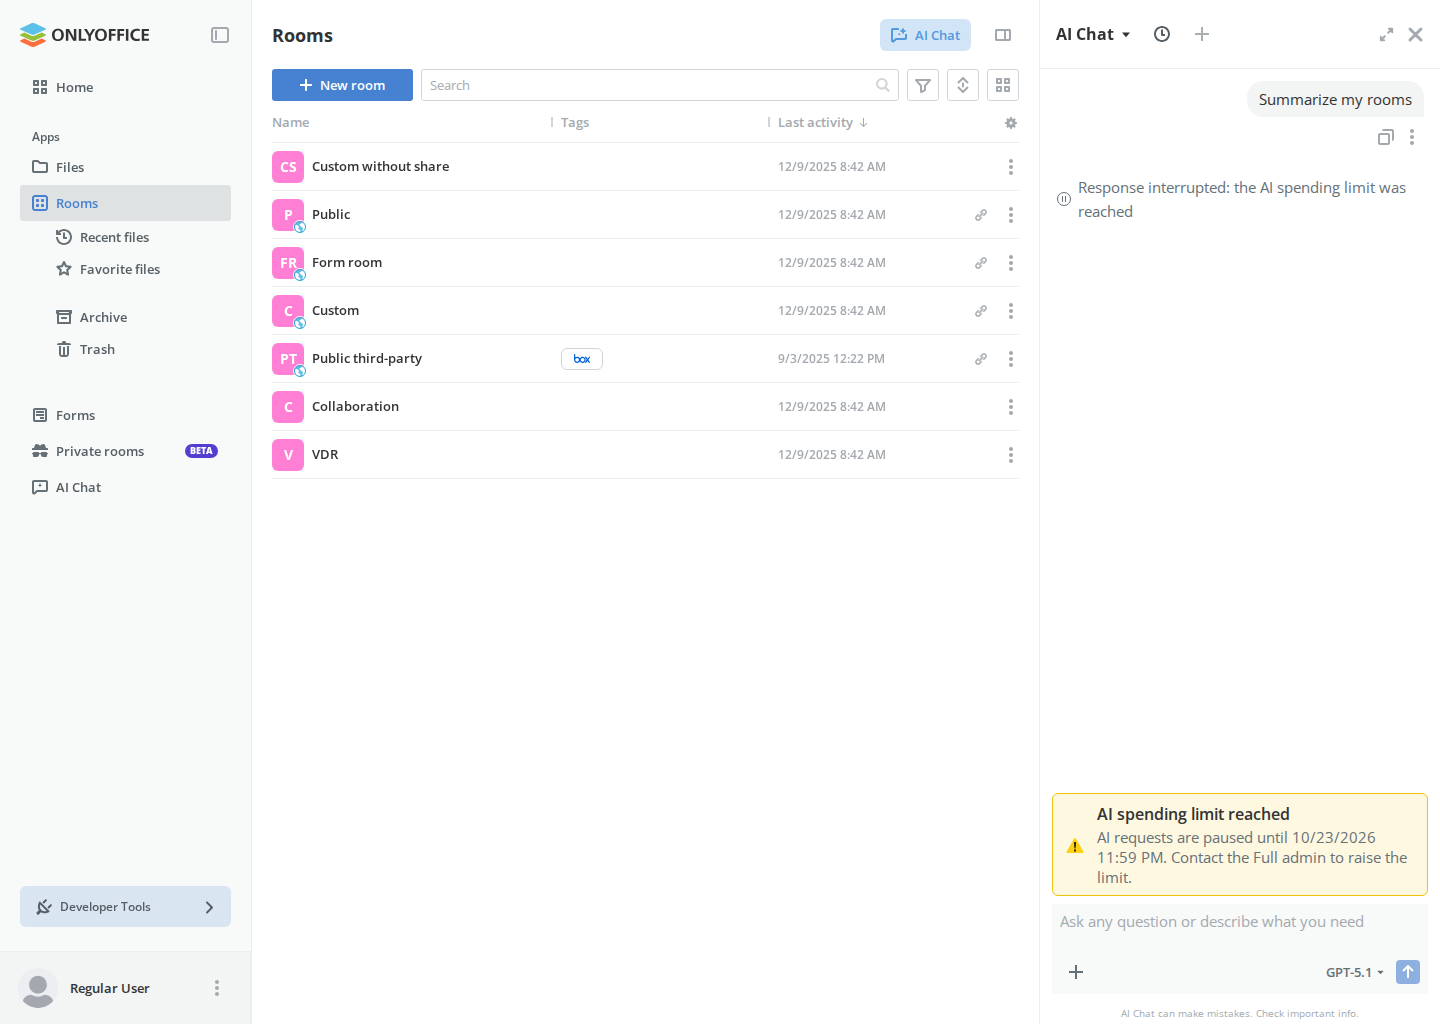 ONLYOFFICE
Home
Apps
Files
Rooms
Recent files
Favorite files
Archive
Trash
Forms
Private rooms BETA
AI Chat
Developer Tools
Regular User
Rooms
AI Chat
New room
Search
Name Tags Last activity
CS Custom without share 12/9/2025 8:42 AM
P Public 12/9/2025 8:42 AM
FR Form room 12/9/2025 8:42 AM
C Custom 12/9/2025 8:42 AM
PT Public third-party box 9/3/2025 12:22 PM
C Collaboration 12/9/2025 8:42 AM
V VDR 12/9/2025 8:42 AM
AI Chat
Summarize my rooms
Response interrupted: the AI spending limit was
reached
AI spending limit reached
AI requests are paused until 10/23/2026
11:59 PM. Contact the Full admin to raise the
limit.
Ask any question or describe what you need
GPT-5.1
AI Chat can make mistakes. Check important info.